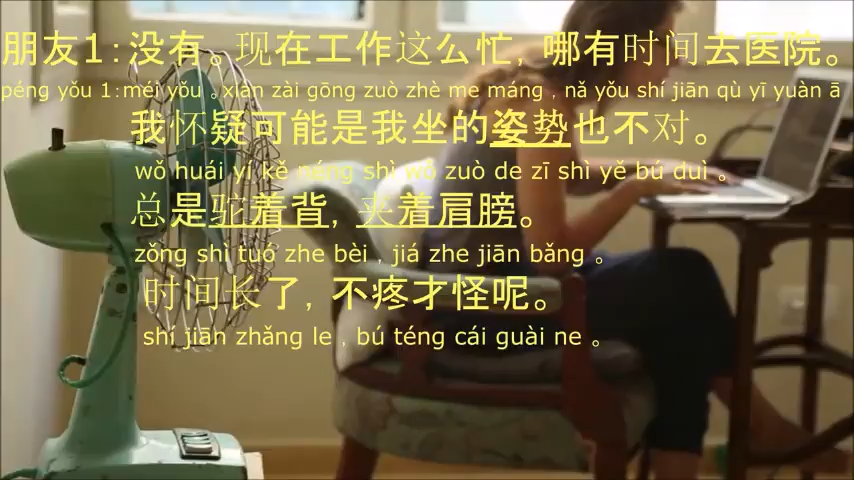 朋友1:没有。现在工作这么忙，哪有时间去医院。
péng yǒu 1:méi yǒu 。xiàn zài gōng zuò zhè me máng , nǎ yǒu shí jiān qù yī yuàn ā
我怀疑可能是我坐的姿势也不对。
wǒ huái yí kě néng shì wǒ zuò de zī shì yě bú duì 。
总是驼着背，夹着肩膀。
zǒng shì tuó zhe bèi , jiá zhe jiān bǎng 。
时间长了，不疼才怪呢。
shí jiān zhǎng le , bú téng cái guài ne 。